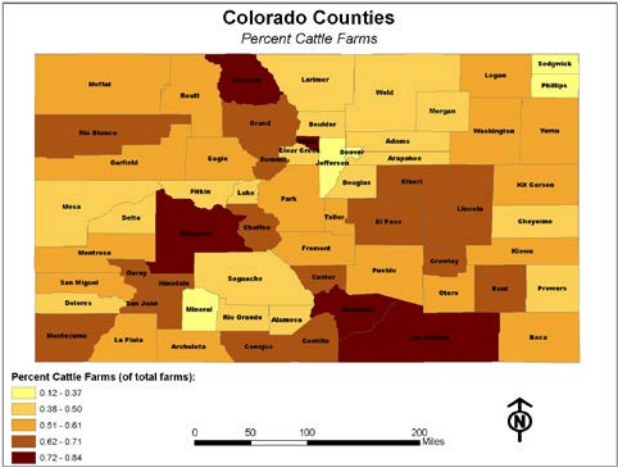 Colorado Counties
Percent Cattle Farms
Sedgwick
Moffat
Larimer
Logan
Phillips
Routt
Weld
Morgan
Grand
Rio Blanco
Boulder
Washington
Yuma
Adams
Clear Creek
Denver
Arapahoe
Garfield
Eagle
Summit
Jefferson
Douglas
Elbert
Pitkin
Lake
Park
Kit Carson
Mesa
Delta
Lincoln
Teller
El Paso
Cheyenne
Chaffee
Montrose
Fremont
Crowley
Kiowa
Ouray
Saguache
Custer
Pueblo
San Miguel
Hinsdale
Otero
Bent
Prowers
Dolores
San Juan
Mineral
Rio Grande
Alamosa
Montezuma
La Plata
Archuleta
Conejos
Costilla
Las Animas
Baca
Percent Cattle Farms (of total farms):
0.12 - 0.37
0.38 - 0.50
0.51 - 0.61
0.62 - 0.71
0.72 - 0.84
0 50 100 200
Miles
N